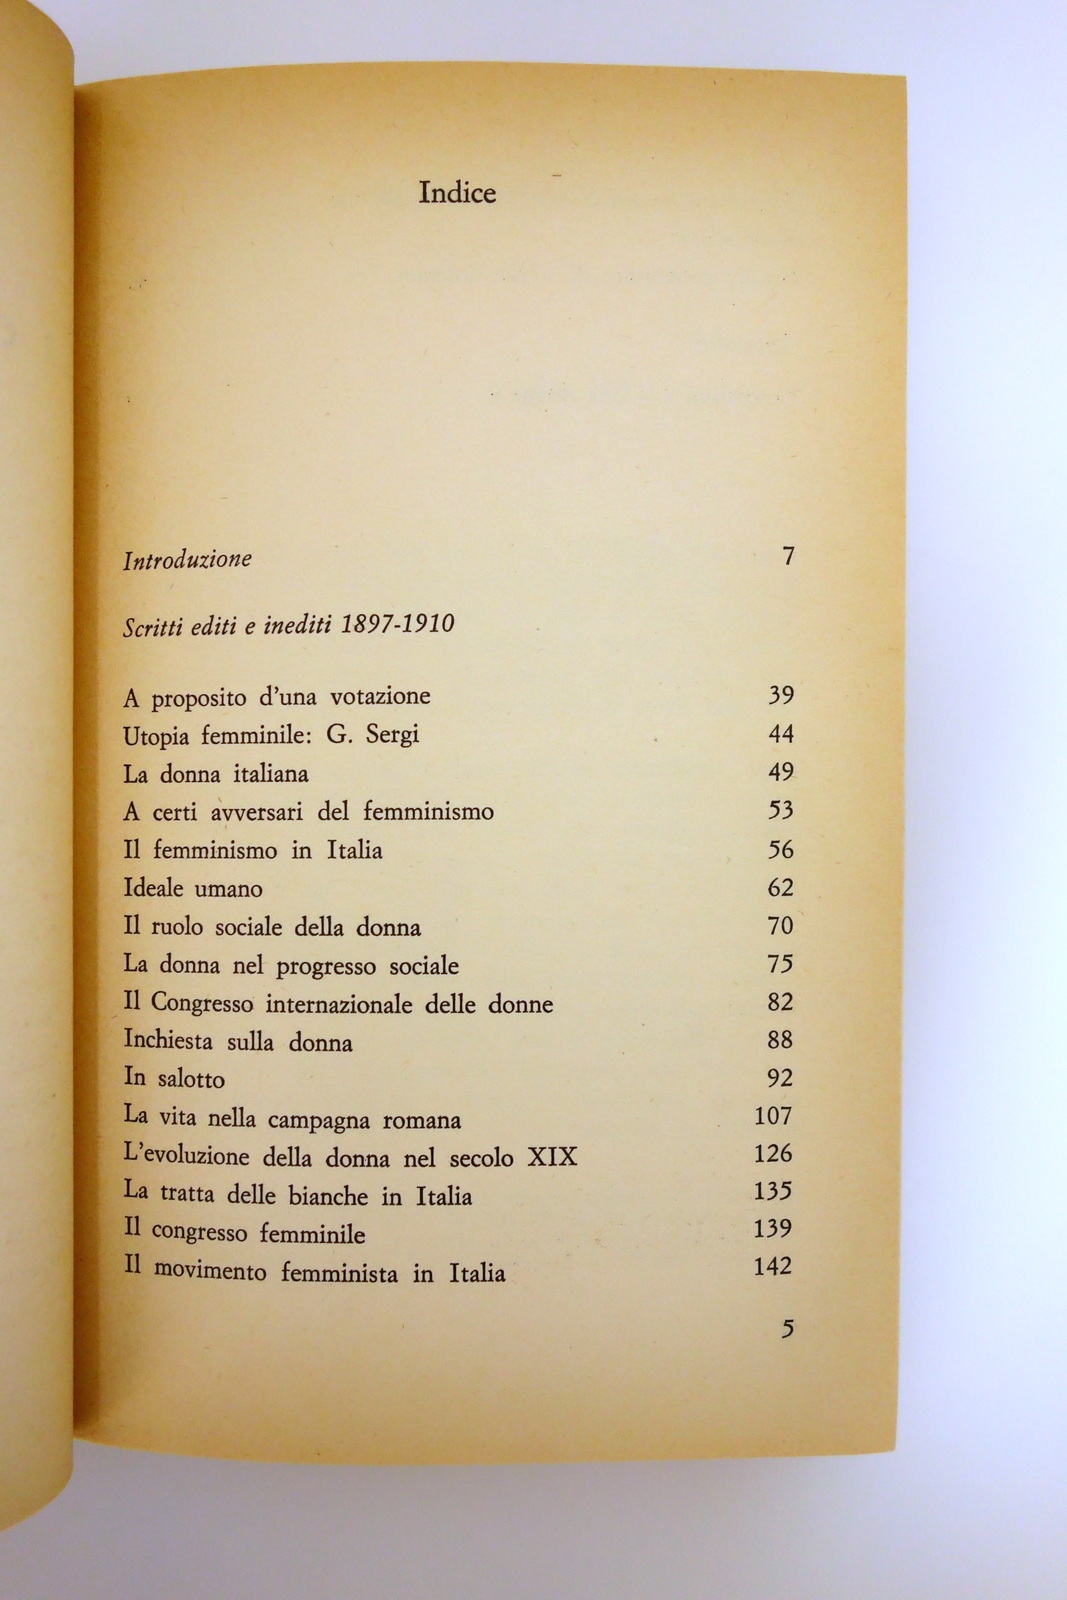 Indice
Introduzione 7
Scritti editi e inediti 1897-1910
A proposito d'una votazione 39
Utopia femminile: G. Sergi 44
La donna italiana 49
A certi avversari del femminismo 53
Il femminismo in Italia 56
Ideale umano 62
Il ruolo sociale della donna 70
La donna nel progresso sociale 75
Il Congresso internazionale delle donne 82
Inchiesta sulla donna 88
In salotto 92
La vita nella campagna romana 107
L'evoluzione della donna nel secolo XIX 126
La tratta delle bianche in Italia 135
Il congresso femminile 139
Il movimento femminista in Italia 142
5